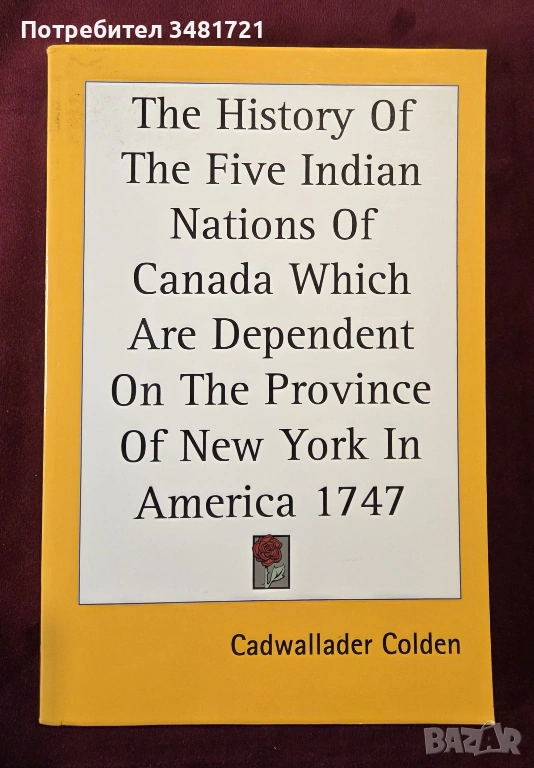 Потребител 3481721
The History Of
The Five Indian
Nations Of
Canada Which
Are Dependent
On The Province
Of New York In
America 1747
Cadwallader Colden
BAZAR